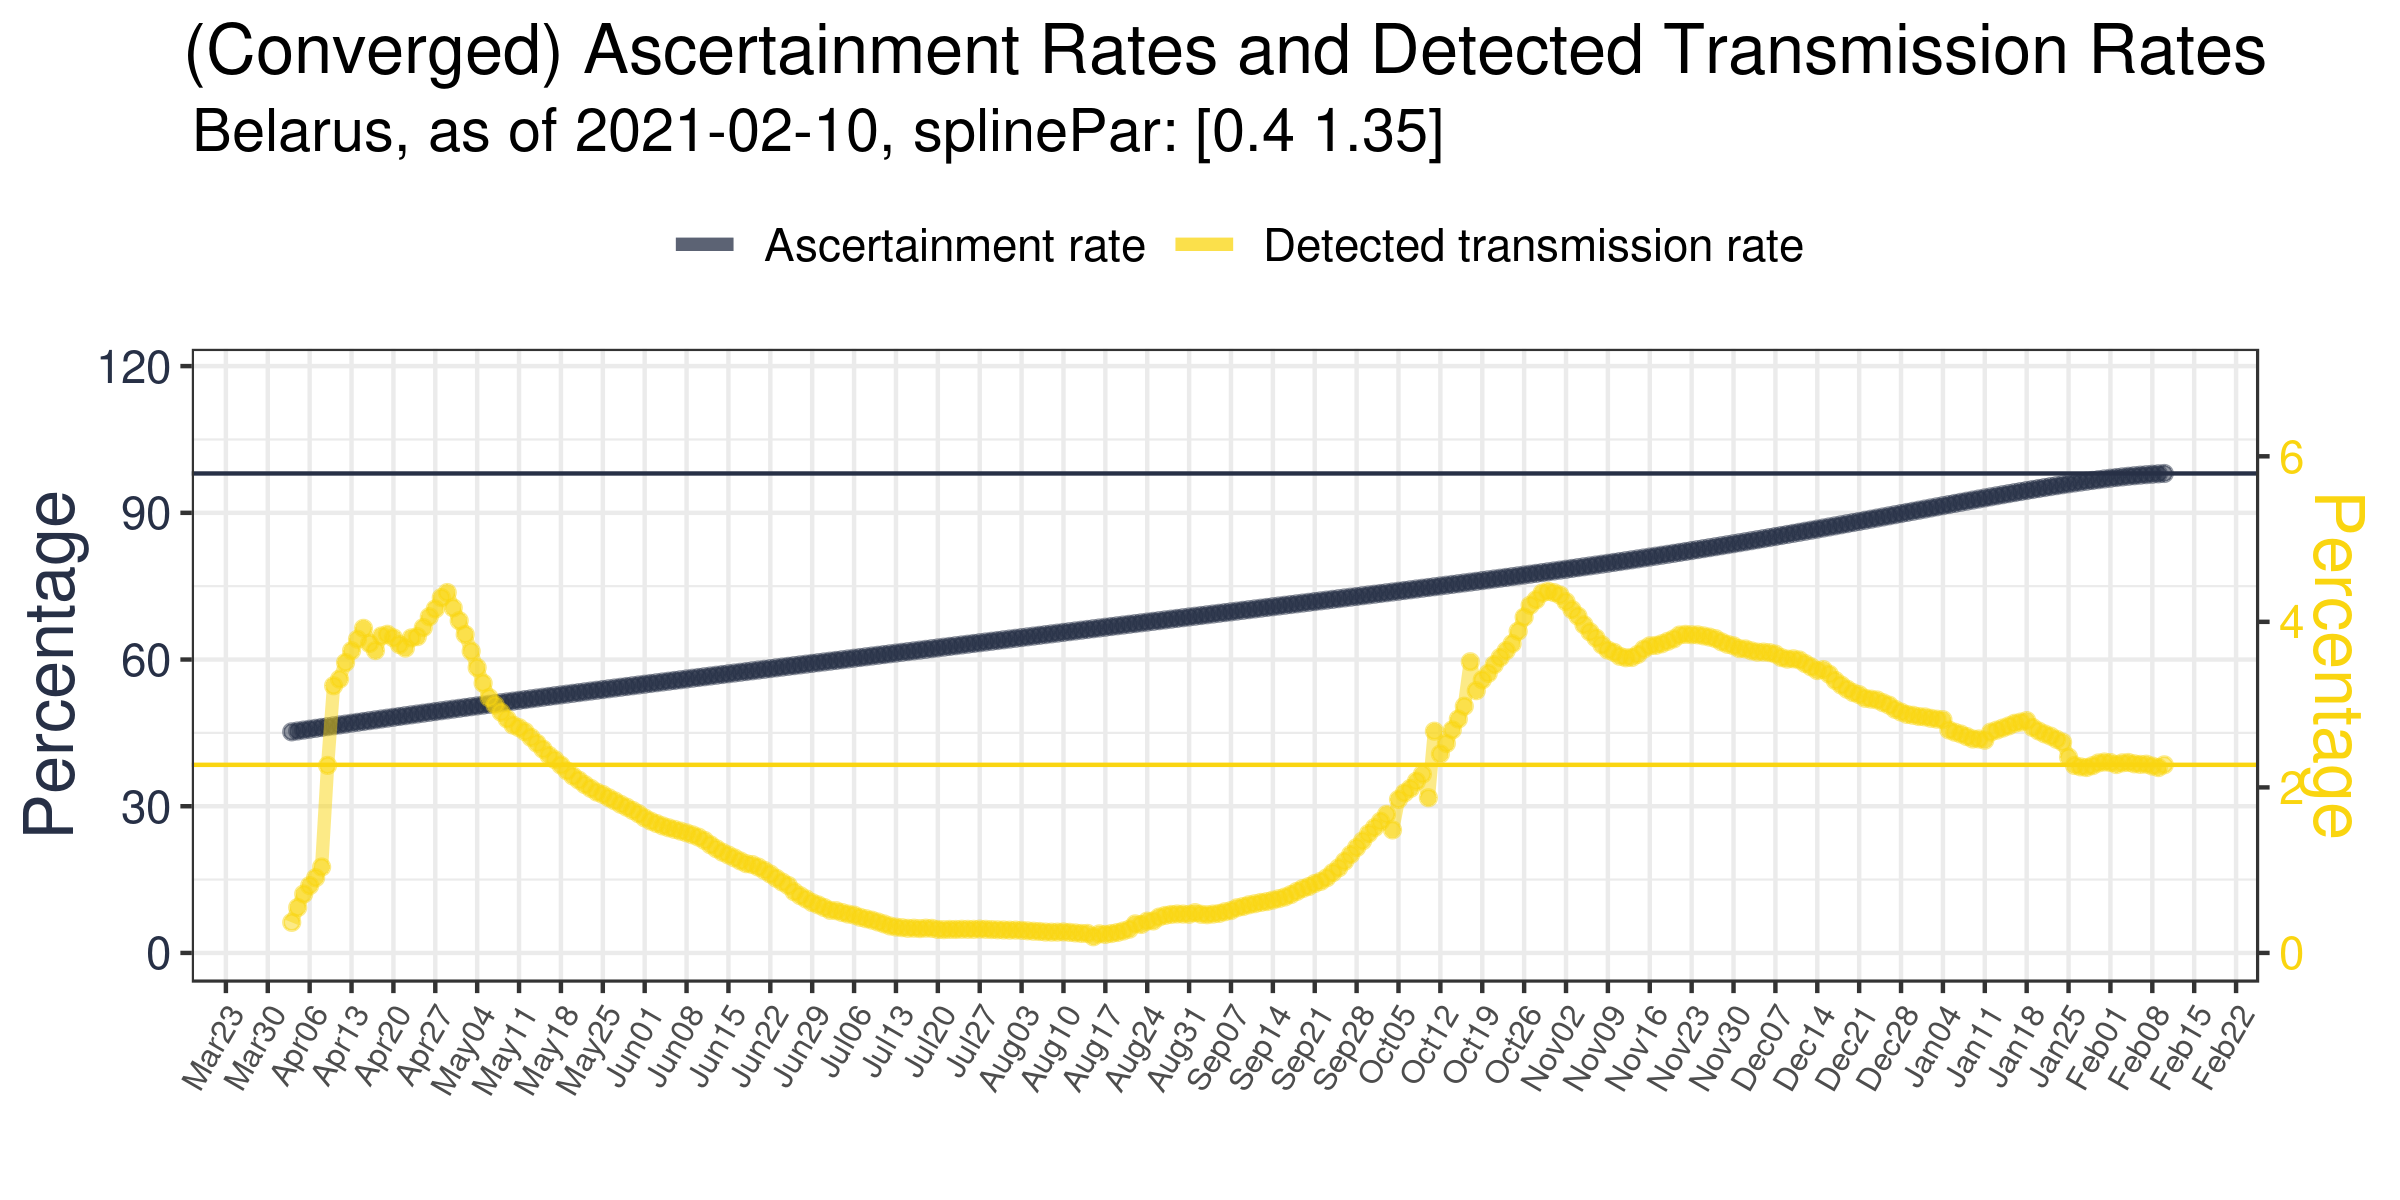 (Converged) Ascertainment Rates and Detected Transmission Rates
Belarus, as of 2021-02-10, splinePar: [0.4 1.35]
Ascertainment rate
Detected transmission rate
Percentage
120
90
60
30
0
6
4
2
0
Percentage
Mar23
Mar30
Apr06
Apr13
Apr20
Apr27
May04
May11
May18
May25
Jun01
Jun08
Jun15
Jun22
Jun29
Jul06
Jul13
Jul20
Jul27
Aug03
Aug10
Aug17
Aug24
Aug31
Sep07
Sep14
Sep21
Sep28
Oct05
Oct12
Oct19
Oct26
Nov02
Nov09
Nov16
Nov23
Nov30
Dec07
Dec14
Dec21
Dec28
Jan04
Jan11
Jan18
Jan25
Feb01
Feb08
Feb15
Feb22